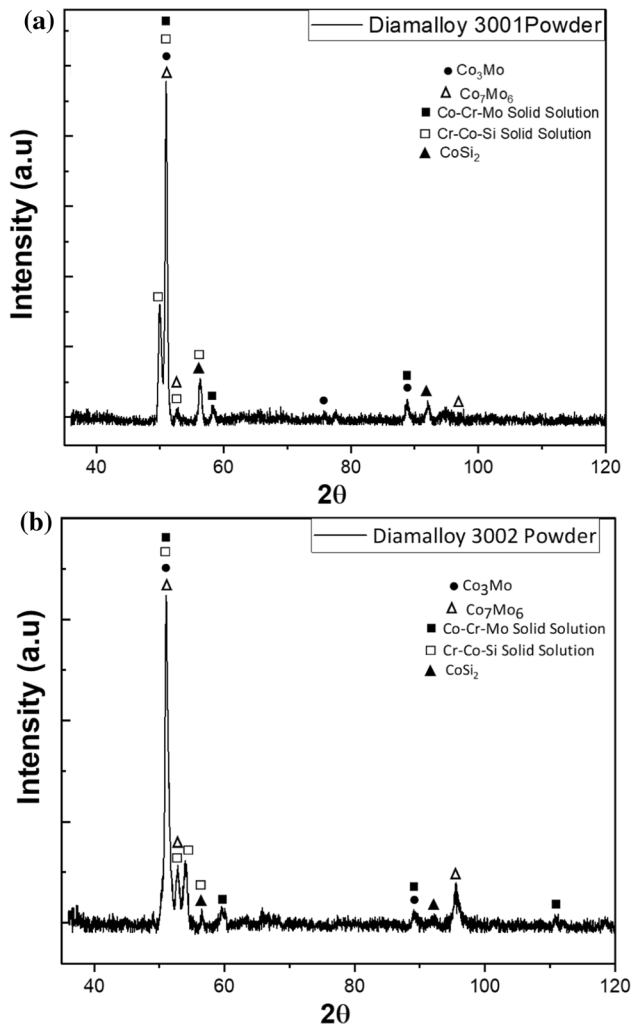 (a)
Diamalloy 3001Powder
Co3Mo
Co7Mo6
Co-Cr-Mo Solid Solution
Cr-Co-Si Solid Solution
CoSi2
Intensity (a.u)
40 60 80 100 120
2θ
(b)
Diamalloy 3002 Powder
Co3Mo
Co7Mo6
Co-Cr-Mo Solid Solution
Cr-Co-Si Solid Solution
CoSi2
Intensity (a.u)
40 60 80 100 120
2θ